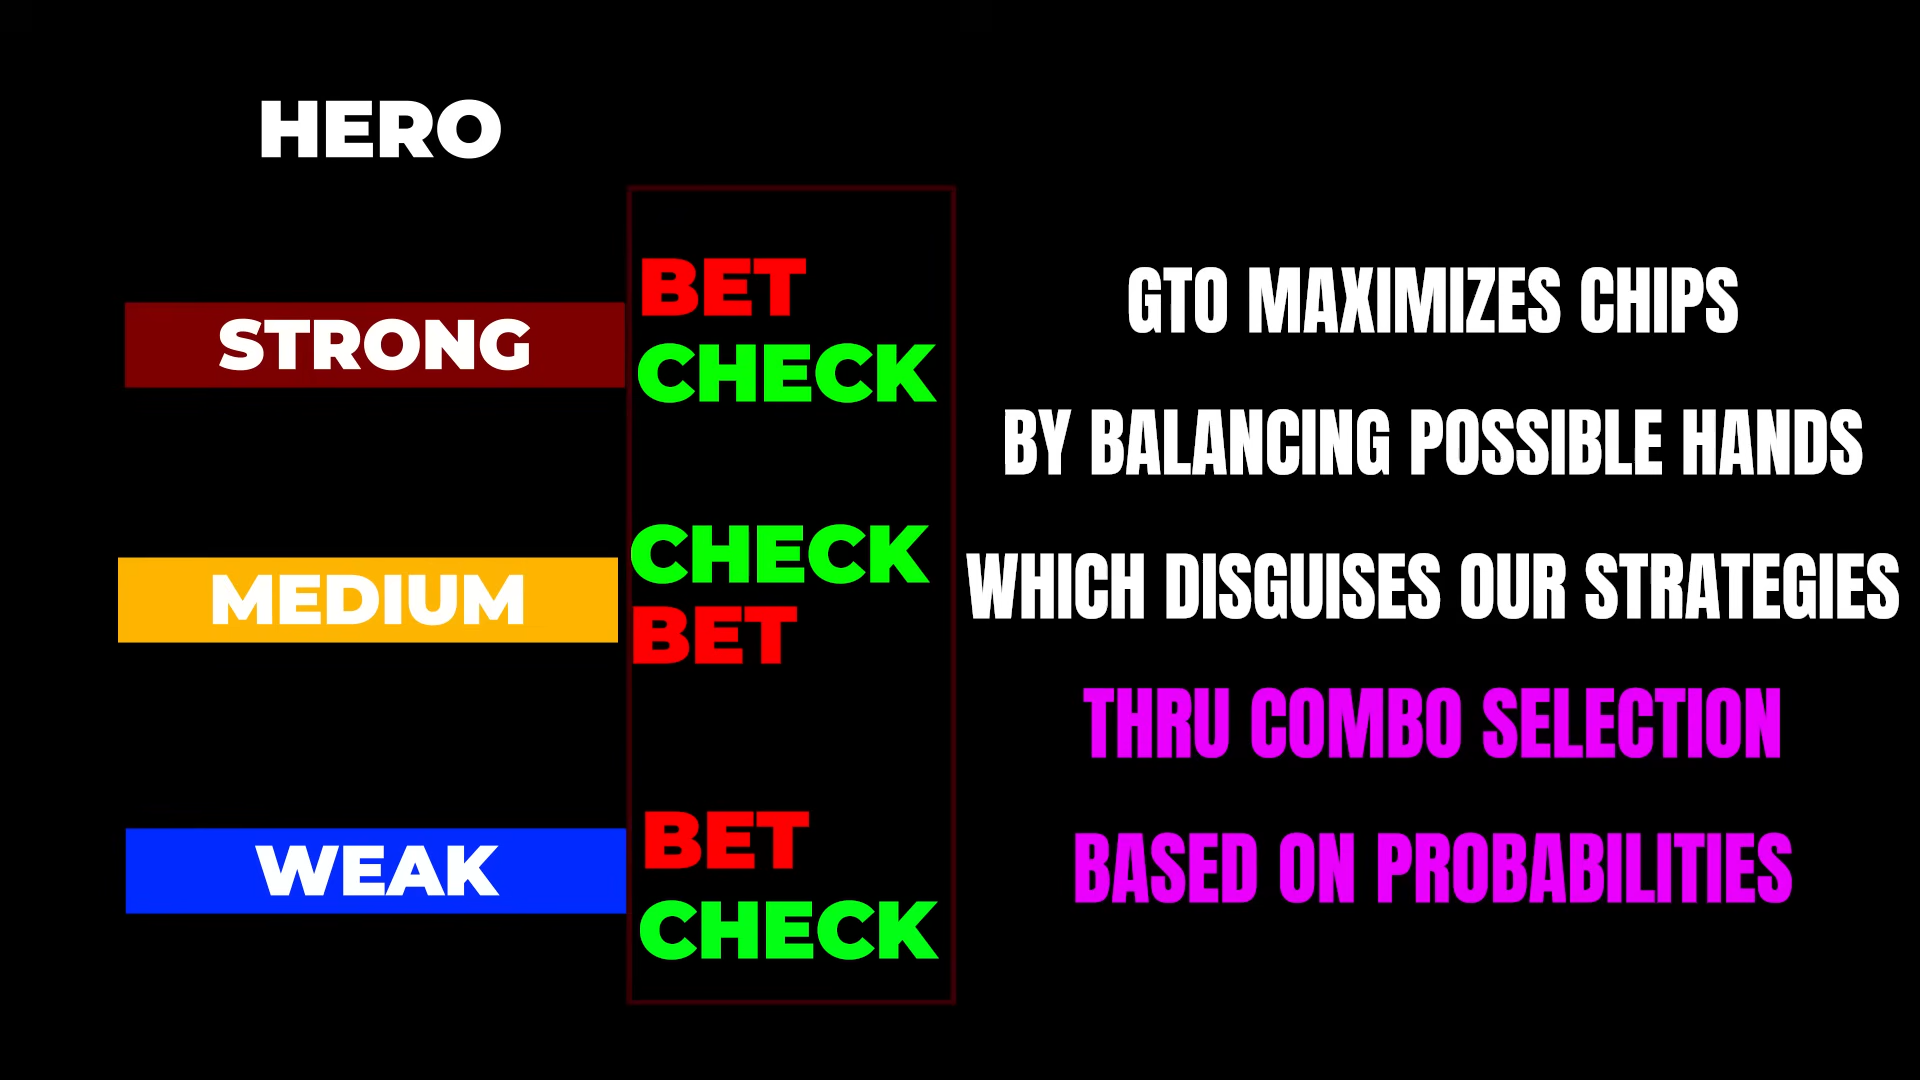 HERO
STRONG
BET
CHECK
MEDIUM
CHECK
BET
WEAK
BET
CHECK
GTO MAXIMIZES CHIPS
BY BALANCING POSSIBLE HANDS
WHICH DISGUISES OUR STRATEGIES
THRU COMBO SELECTION
BASED ON PROBABILITIES